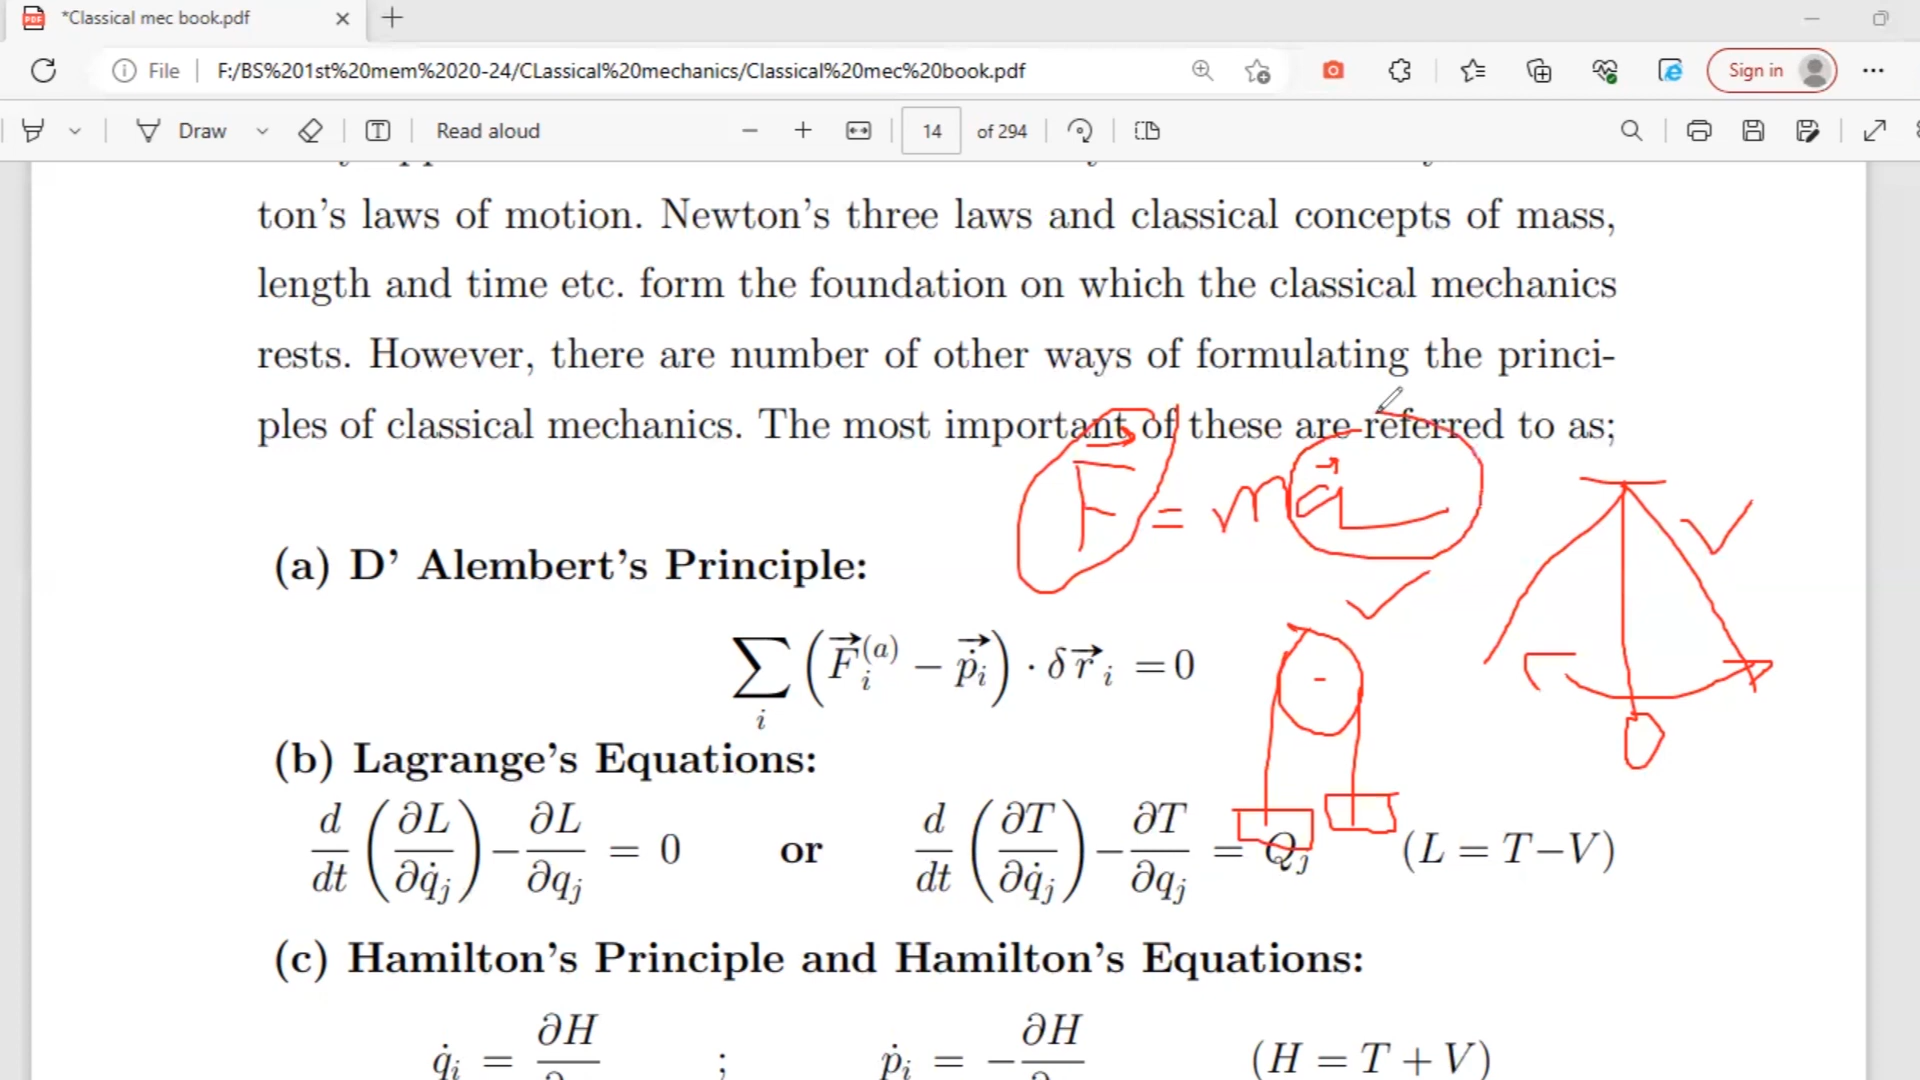 *Classical mec book.pdf
File F:/BS%201st%20mem%2020-24/CLassical%20mechanics/Classical%20mec%20book.pdf Sign in
Draw Read aloud 14 of 294
ton's laws of motion. Newton's three laws and classical concepts of mass,
length and time etc. form the foundation on which the classical mechanics
rests. However, there are number of other ways of formulating the princi-
ples of classical mechanics. The most important of these are referred to as;
F⃗ = ma⃗
(a) D' Alembert's Principle:
∑ᵢ (F⃗ᵢ⁽ᵃ⁾ − ṗ⃗ᵢ) · δr⃗ᵢ = 0
(b) Lagrange's Equations:
d/dt (∂L/∂q̇ⱼ) − ∂L/∂qⱼ = 0 or d/dt (∂T/∂q̇ⱼ) − ∂T/∂qⱼ = Qⱼ (L = T−V)
(c) Hamilton's Principle and Hamilton's Equations:
q̇ᵢ = ∂H ; ṗᵢ = −∂H (H = T + V)